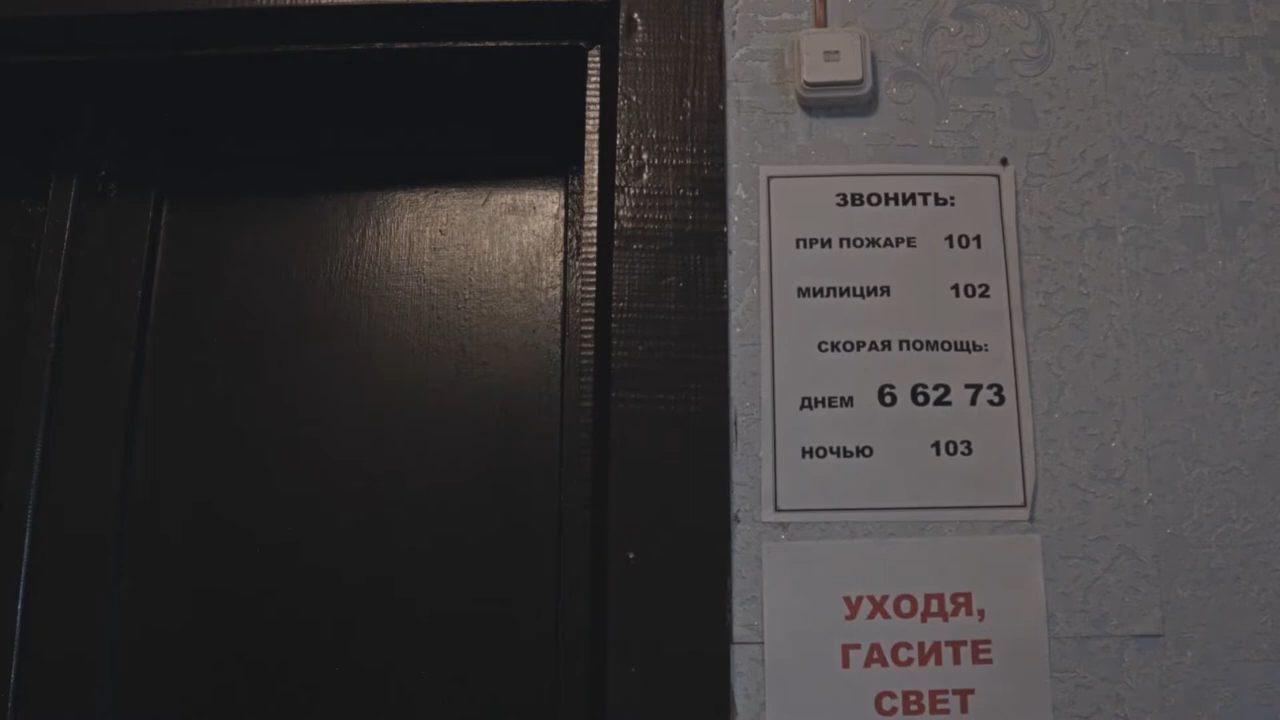 ЗВОНИТЬ:
ПРИ ПОЖАРЕ 101
МИЛИЦИЯ 102
СКОРАЯ ПОМОЩЬ:
ДНЕМ 6 62 73
НОЧЬЮ 103
УХОДЯ,
ГАСИТЕ
СВЕТ